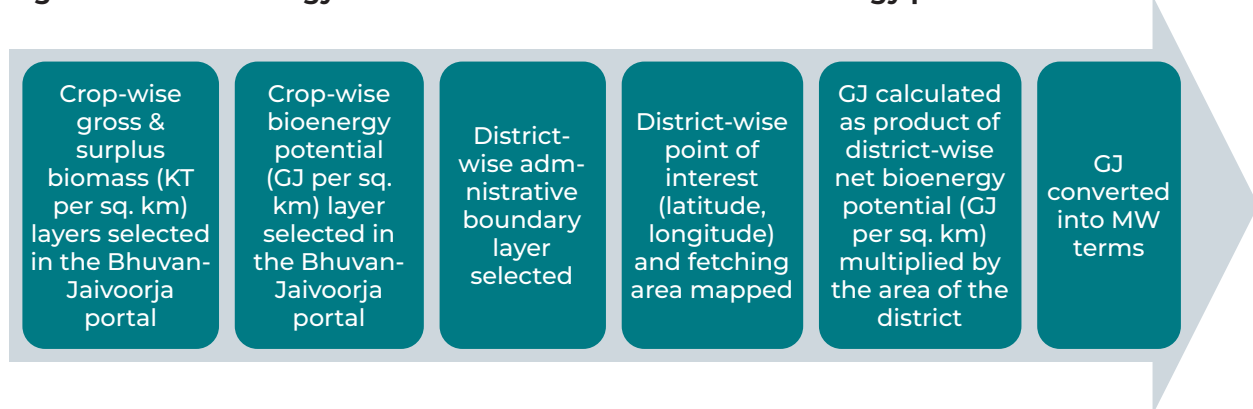 Crop-wise
gross &
surplus
biomass (KT
per sq. km)
layers selected
in the Bhuvan-
Jaivoorja
portal
Crop-wise
bioenergy
potential
(GJ per sq.
km) layer
selected in
the Bhuvan-
Jaivoorja
portal
District-
wise adm-
nistrative
boundary
layer
selected
District-wise
point of
interest
(latitude,
longitude)
and fetching
area mapped
GJ calculated
as product of
district-wise
net bioenergy
potential (GJ
per sq. km)
multiplied by
the area of the
district
GJ
converted
into MW
terms